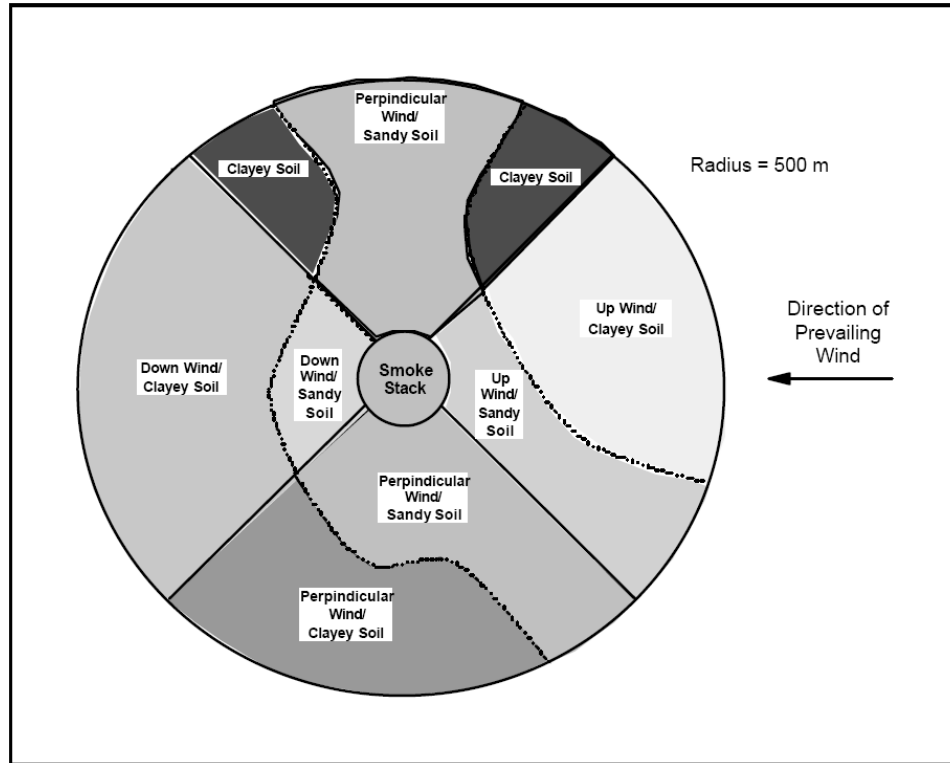 Perpindicular
Wind/
Sandy Soil
Clayey Soil
Clayey Soil
Radius = 500 m
Up Wind/
Clayey Soil
Direction of
Prevailing
Wind
Down Wind/
Clayey Soil
Down
Wind/
Sandy
Soil
Smoke
Stack
Up
Wind/
Sandy
Soil
Perpindicular
Wind/
Sandy Soil
Perpindicular
Wind/
Clayey Soil